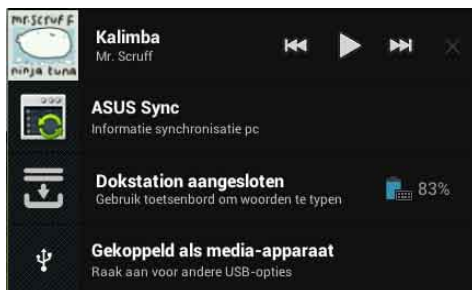 mr.scruff
ninja tuna
Kalimba
Mr. Scruff
ASUS Sync
Informatie synchronisatie pc
Dokstation aangesloten
Gebruik toetsenbord om woorden te typen
83%
Gekoppeld als media-apparaat
Raak aan voor andere USB-opties